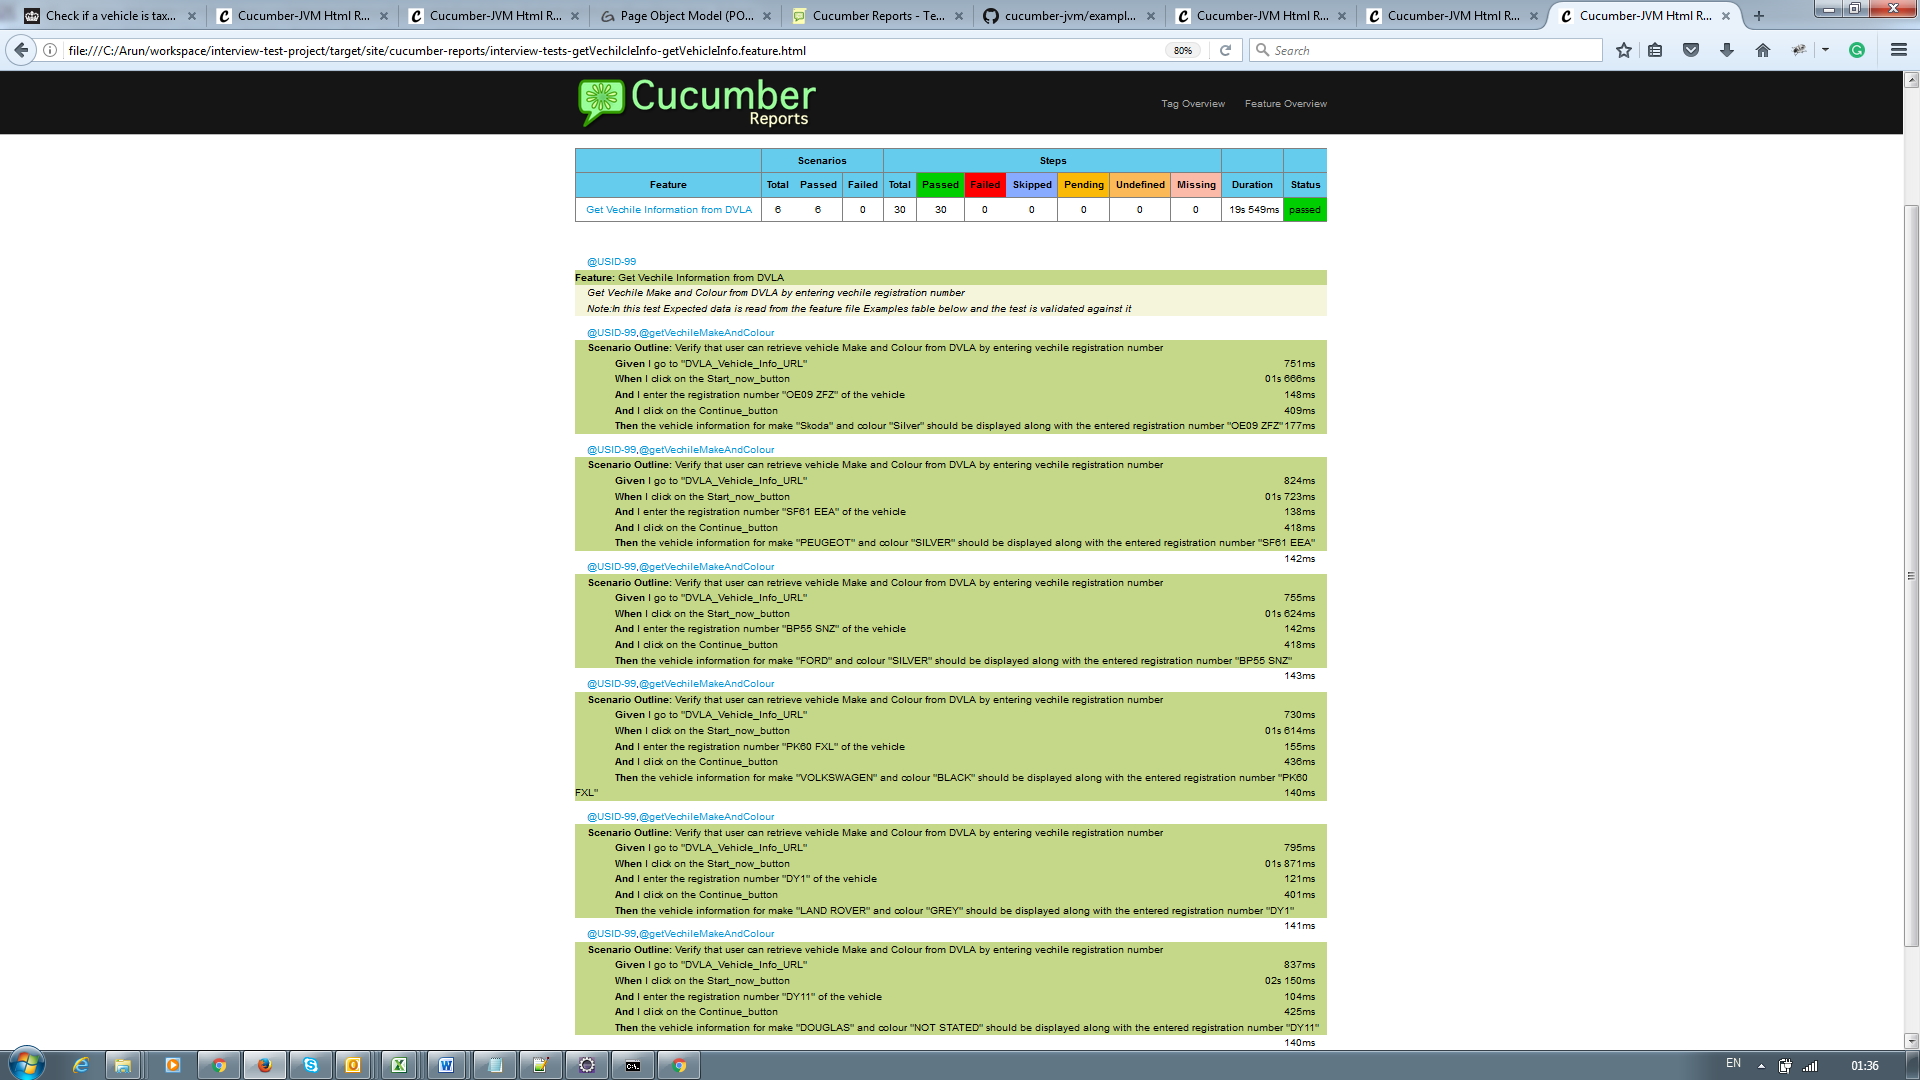 Check if a vehicle is tax...
Cucumber-JVM Html R...
Cucumber-JVM Html R...
Page Object Model (PO...
Cucumber Reports - Te...
cucumber-jvm/exampl...
Cucumber-JVM Html R...
Cucumber-JVM Html R...
Cucumber-JVM Html R...
file:///C:/Arun/workspace/interview-test-project/target/site/cucumber-reports/interview-tests-getVechilcleInfo-getVehicleInfo.feature.html
80%
Search
Cucumber
Reports
Tag Overview Feature Overview
Scenarios Steps
Feature Total Passed Failed Total Passed Failed Skipped Pending Undefined Missing Duration Status
Get Vechile Information from DVLA 6 6 0 30 30 0 0 0 0 0 19s 549ms passed
@USID-99
Feature: Get Vechile Information from DVLA
Get Vechile Make and Colour from DVLA by entering vechile registration number
Note:In this test Expected data is read from the feature file Examples table below and the test is validated against it
@USID-99,@getVechileMakeAndColour
Scenario Outline: Verify that user can retrieve vehicle Make and Colour from DVLA by entering vechile registration number
Given I go to "DVLA_Vehicle_Info_URL" 751ms
When I click on the Start_now_button 01s 666ms
And I enter the registration number "OE09 ZFZ" of the vehicle 148ms
And I click on the Continue_button 409ms
Then the vehicle information for make "Skoda" and colour "Silver" should be displayed along with the entered registration number "OE09 ZFZ" 177ms
@USID-99,@getVechileMakeAndColour
Scenario Outline: Verify that user can retrieve vehicle Make and Colour from DVLA by entering vechile registration number
Given I go to "DVLA_Vehicle_Info_URL" 824ms
When I click on the Start_now_button 01s 723ms
And I enter the registration number "SF61 EEA" of the vehicle 138ms
And I click on the Continue_button 418ms
Then the vehicle information for make "PEUGEOT" and colour "SILVER" should be displayed along with the entered registration number "SF61 EEA"
142ms
@USID-99,@getVechileMakeAndColour
Scenario Outline: Verify that user can retrieve vehicle Make and Colour from DVLA by entering vechile registration number
Given I go to "DVLA_Vehicle_Info_URL" 755ms
When I click on the Start_now_button 01s 624ms
And I enter the registration number "BP55 SNZ" of the vehicle 142ms
And I click on the Continue_button 418ms
Then the vehicle information for make "FORD" and colour "SILVER" should be displayed along with the entered registration number "BP55 SNZ"
143ms
@USID-99,@getVechileMakeAndColour
Scenario Outline: Verify that user can retrieve vehicle Make and Colour from DVLA by entering vechile registration number
Given I go to "DVLA_Vehicle_Info_URL" 730ms
When I click on the Start_now_button 01s 614ms
And I enter the registration number "PK60 FXL" of the vehicle 155ms
And I click on the Continue_button 436ms
Then the vehicle information for make "VOLKSWAGEN" and colour "BLACK" should be displayed along with the entered registration number "PK60
FXL" 140ms
@USID-99,@getVechileMakeAndColour
Scenario Outline: Verify that user can retrieve vehicle Make and Colour from DVLA by entering vechile registration number
Given I go to "DVLA_Vehicle_Info_URL" 795ms
When I click on the Start_now_button 01s 871ms
And I enter the registration number "DY1" of the vehicle 121ms
And I click on the Continue_button 401ms
Then the vehicle information for make "LAND ROVER" and colour "GREY" should be displayed along with the entered registration number "DY1"
141ms
@USID-99,@getVechileMakeAndColour
Scenario Outline: Verify that user can retrieve vehicle Make and Colour from DVLA by entering vechile registration number
Given I go to "DVLA_Vehicle_Info_URL" 837ms
When I click on the Start_now_button 02s 150ms
And I enter the registration number "DY11" of the vehicle 104ms
And I click on the Continue_button 425ms
Then the vehicle information for make "DOUGLAS" and colour "NOT STATED" should be displayed along with the entered registration number "DY11"
140ms
EN
01:36